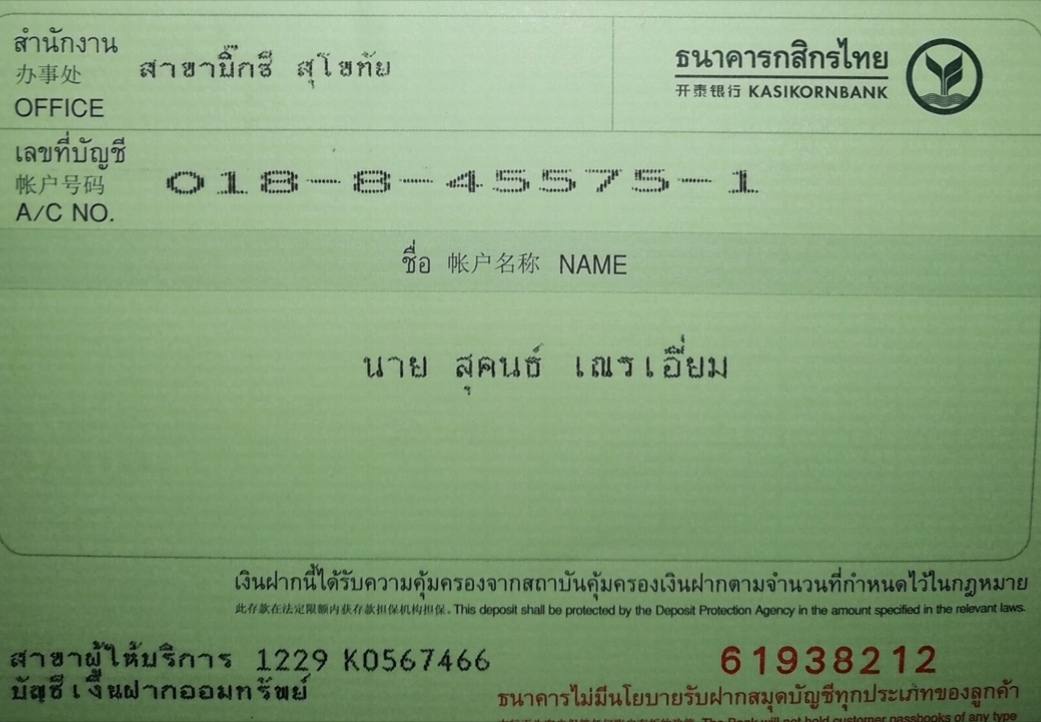 สำนักงาน
办事处
OFFICE
สาขาบิ๊กซี สุโขทัย
ธนาคารกสิกรไทย
开泰银行 KASIKORNBANK
เลขที่บัญชี
帐户号码
A/C NO.
018-8-45575-1
ชื่อ 帐户名称 NAME
นาย สุคนธ์ เณรเอี่ยม
เงินฝากนี้ได้รับความคุ้มครองจากสถาบันคุ้มครองเงินฝากตามจำนวนที่กำหนดไว้ในกฎหมาย
此存款在法定限额内获存款担保机构担保. This deposit shall be protected by the Deposit Protection Agency in the amount specified in the relevant laws.
สาขาผู้ให้บริการ 1229 K0567466
61938212
บัญชีเงินฝากออมทรัพย์
ธนาคารไม่มีนโยบายรับฝากสมุดบัญชีทุกประเภทของลูกค้า
The Bank will not hold customer passbooks of any type